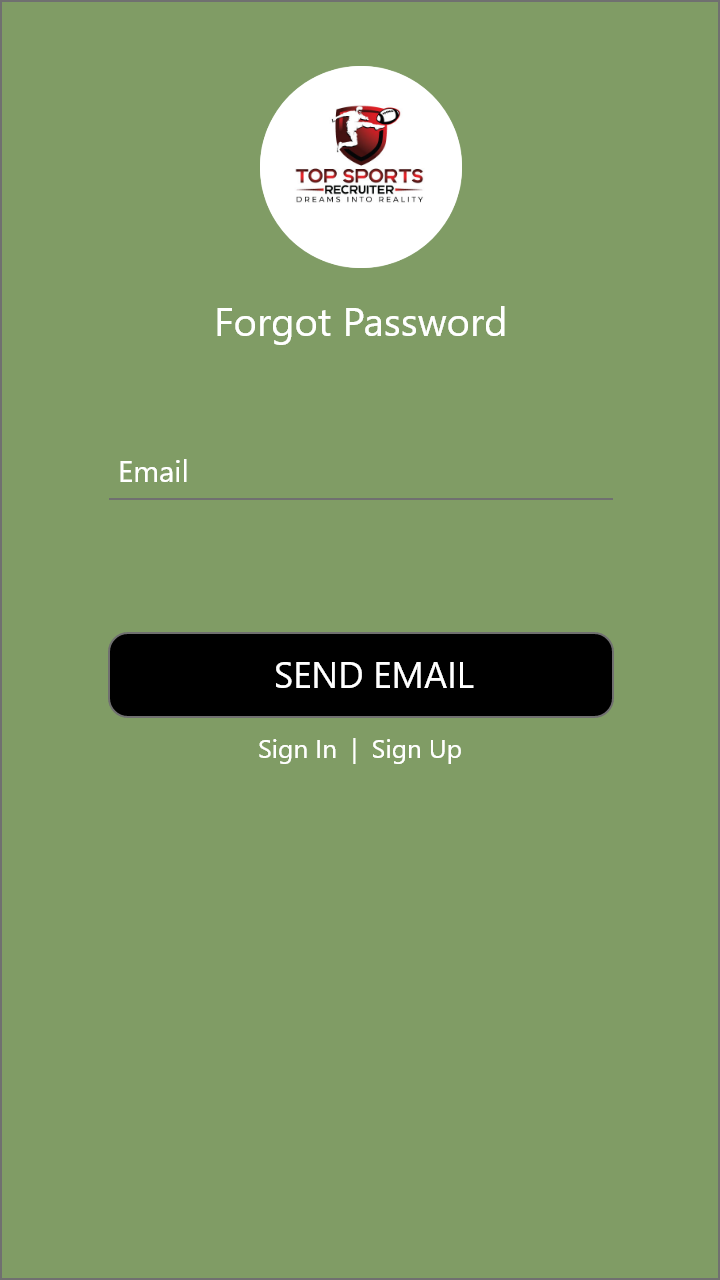 TOP SPORTS
RECRUITER
DREAMS INTO REALITY
Forgot Password
Email
SEND EMAIL
Sign In | Sign Up